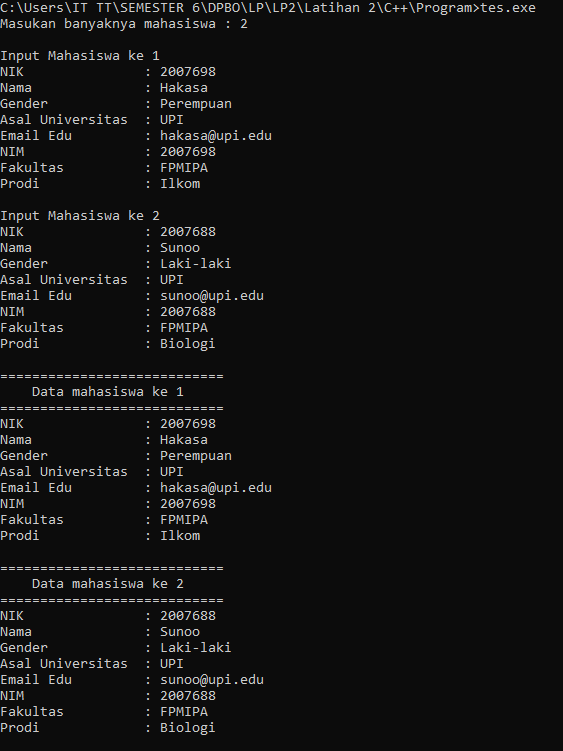 C:\Users\IT TT\SEMESTER 6\DPBO\LP\LP2\Latihan 2\C++\Program>tes.exe
Masukan banyaknya mahasiswa : 2
Input Mahasiswa ke 1
NIK : 2007698
Nama : Hakasa
Gender : Perempuan
Asal Universitas : UPI
Email Edu : hakasa@upi.edu
NIM : 2007698
Fakultas : FPMIPA
Prodi : Ilkom
Input Mahasiswa ke 2
NIK : 2007688
Nama : Sunoo
Gender : Laki-laki
Asal Universitas : UPI
Email Edu : sunoo@upi.edu
NIM : 2007688
Fakultas : FPMIPA
Prodi : Biologi
============================
Data mahasiswa ke 1
============================
NIK : 2007698
Nama : Hakasa
Gender : Perempuan
Asal Universitas : UPI
Email Edu : hakasa@upi.edu
NIM : 2007698
Fakultas : FPMIPA
Prodi : Ilkom
============================
Data mahasiswa ke 2
============================
NIK : 2007688
Nama : Sunoo
Gender : Laki-laki
Asal Universitas : UPI
Email Edu : sunoo@upi.edu
NIM : 2007688
Fakultas : FPMIPA
Prodi : Biologi